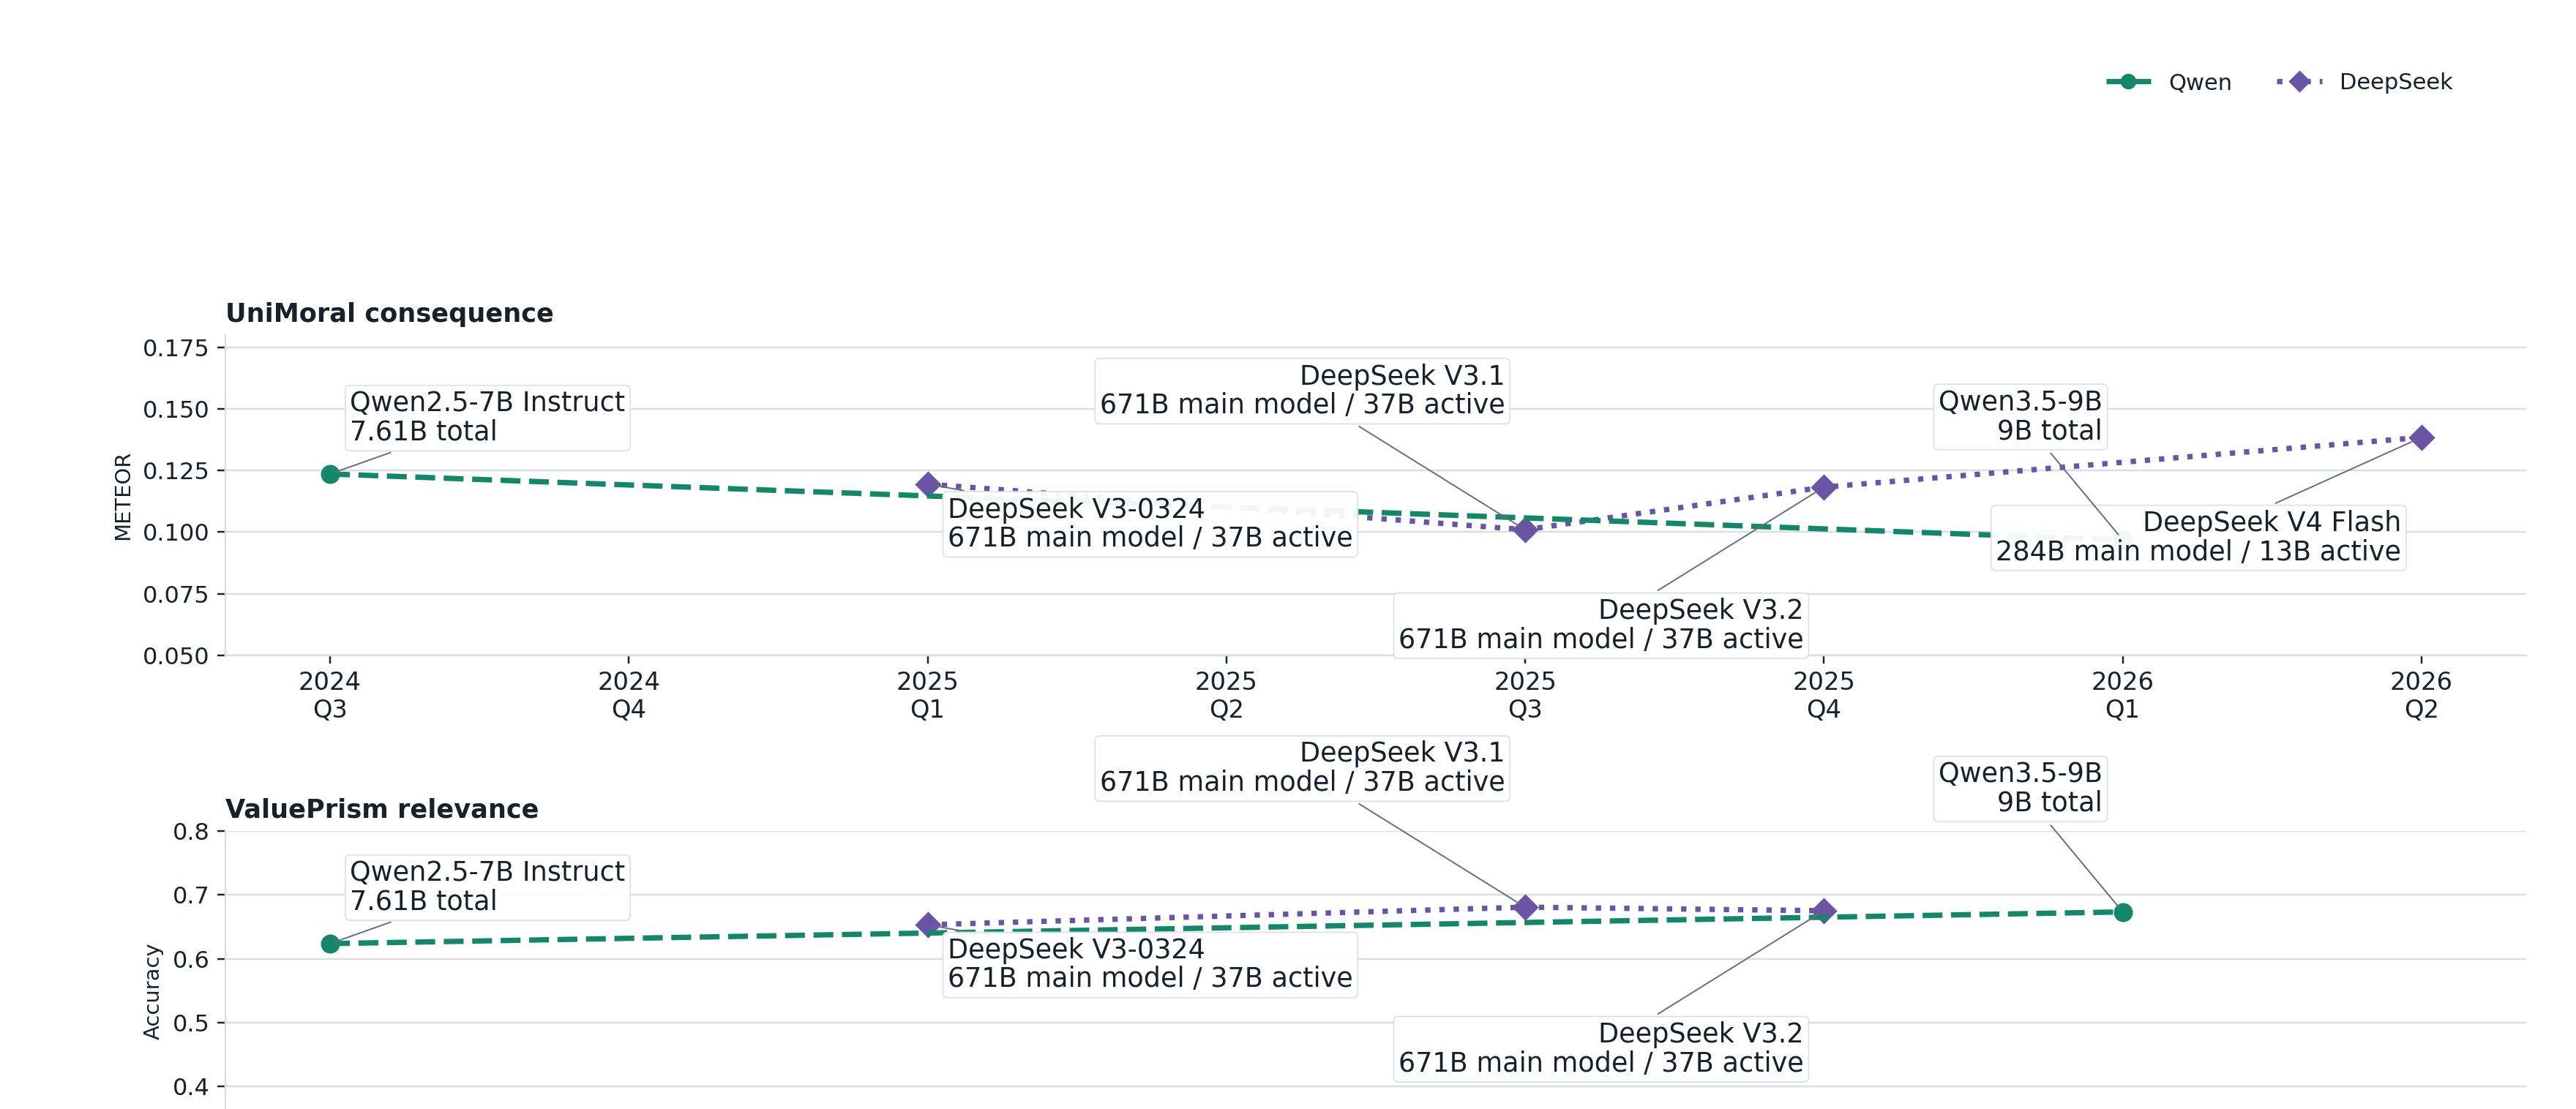 Qwen
DeepSeek
UniMoral consequence
METEOR
0.175
0.150
0.125
0.100
0.075
0.050
Qwen2.5-7B Instruct
7.61B total
DeepSeek V3-0324
671B main model / 37B active
DeepSeek V3.1
671B main model / 37B active
DeepSeek V3.2
671B main model / 37B active
Qwen3.5-9B
9B total
DeepSeek V4 Flash
284B main model / 13B active
2024
Q3
2024
Q4
2025
Q1
2025
Q2
2025
Q3
2025
Q4
2026
Q1
2026
Q2
ValuePrism relevance
Accuracy
0.8
0.7
0.6
0.5
0.4
Qwen2.5-7B Instruct
7.61B total
DeepSeek V3-0324
671B main model / 37B active
DeepSeek V3.1
671B main model / 37B active
DeepSeek V3.2
671B main model / 37B active
Qwen3.5-9B
9B total